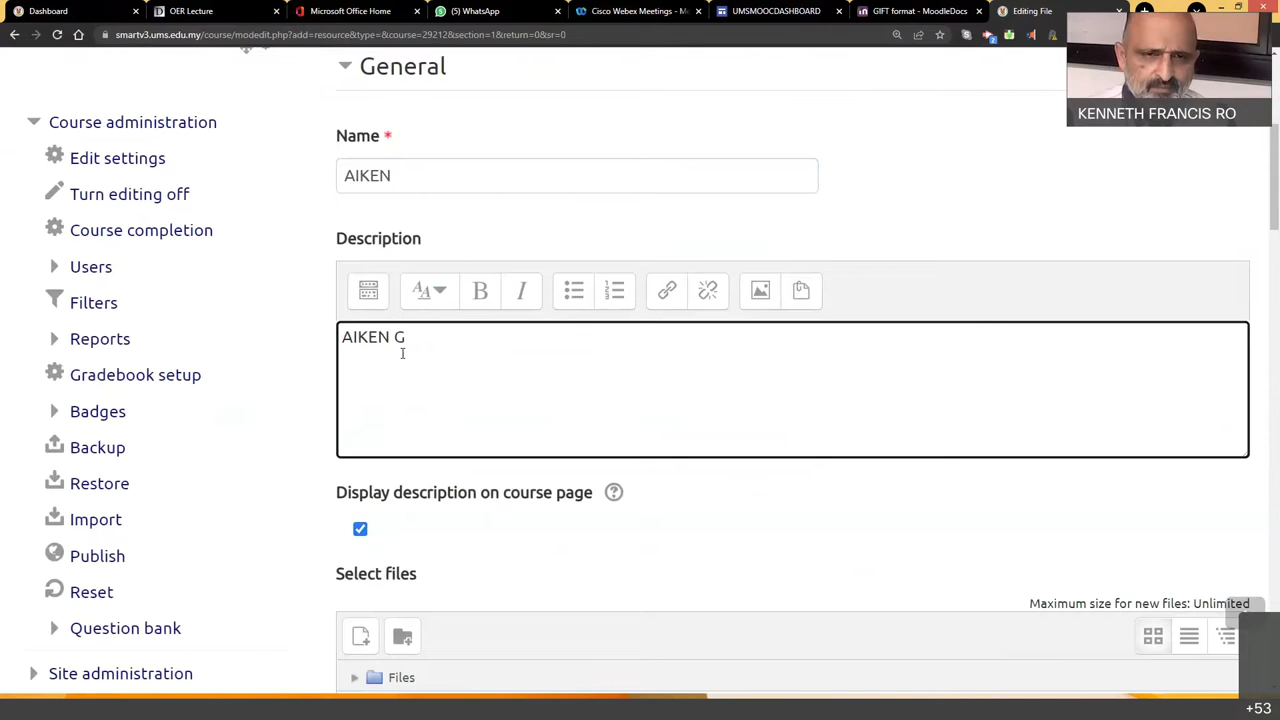 Dashboard
OER Lecture
Microsoft Office Home
(5) WhatsApp
Cisco Webex Meetings - Me
UMSMOOCDASHBOARD
GIFT format - MoodleDocs
Editing File
smartv3.ums.edu.my/course/modedit.php?add=resource&type=&course=29212&section=1&return=0&sr=0
General
KENNETH FRANCIS RO
Course administration
Name *
Edit settings
AIKEN
Turn editing off
Course completion
Description
Users
Filters
Reports
AIKEN G
Gradebook setup
Badges
Backup
Restore
Display description on course page
Import
Publish
Select files
Reset
Maximum size for new files: Unlimited
Question bank
Site administration
Files
+53